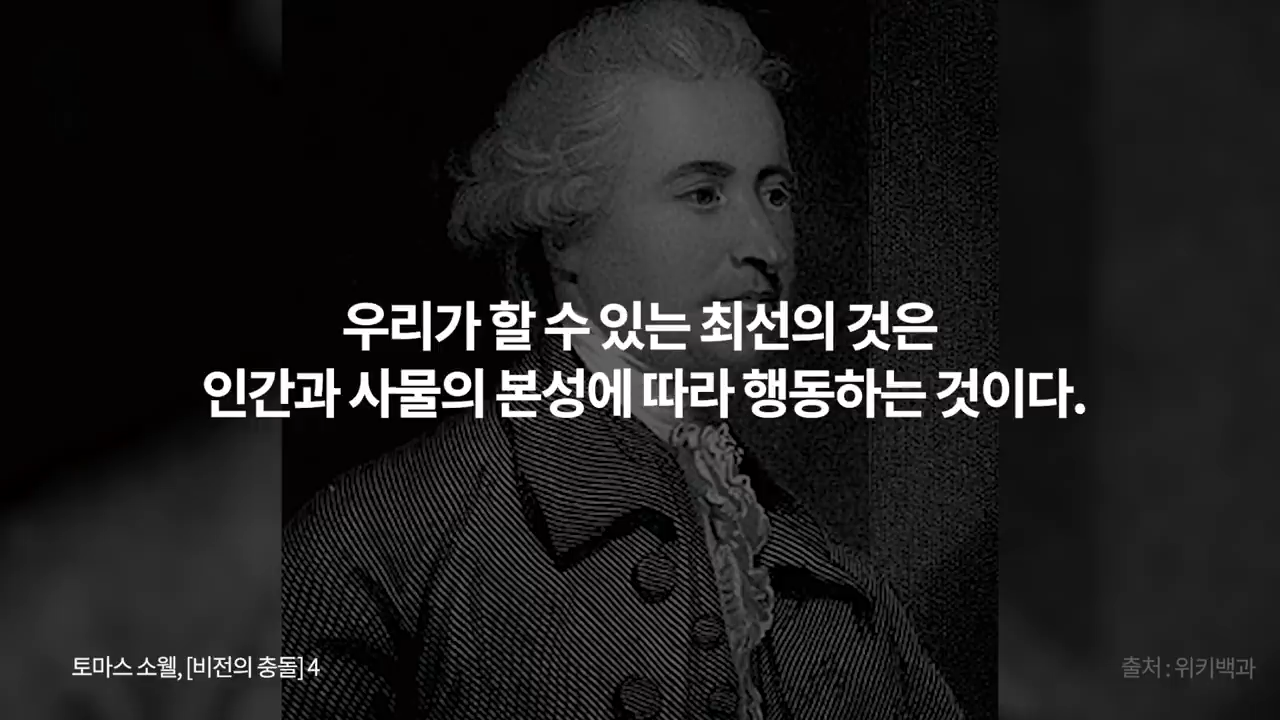 우리가 할 수 있는 최선의 것은
인간과 사물의 본성에 따라 행동하는 것이다.
토마스 소웰, [비전의 충돌] 4
출처 : 위키백과